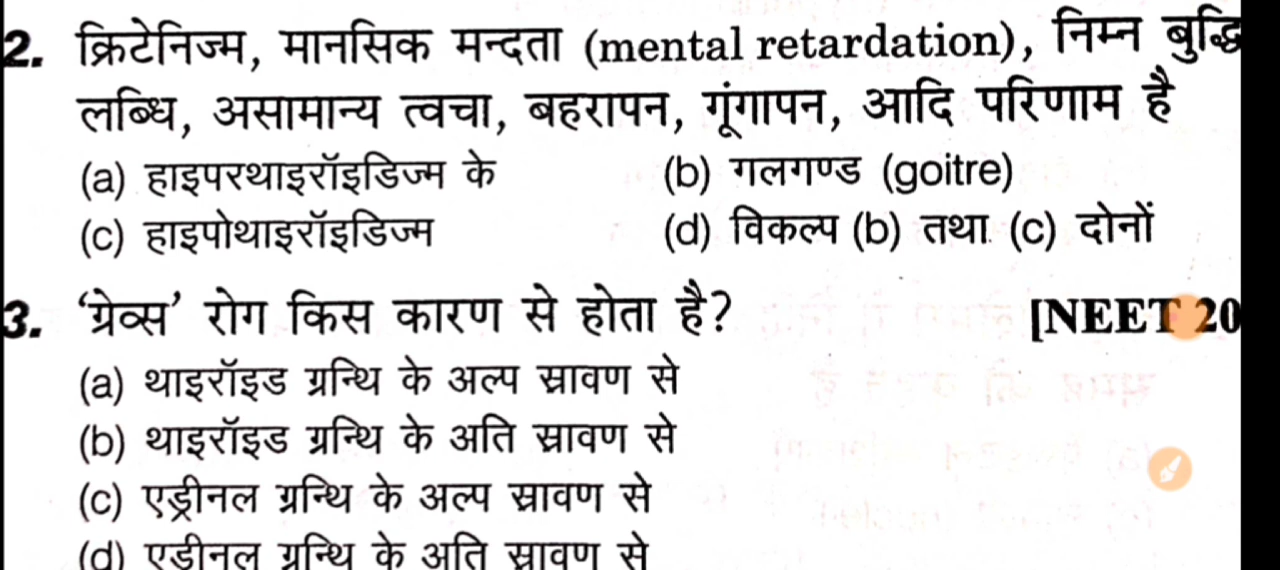 2. क्रिटेनिज्म, मानसिक मन्दता (mental retardation), निम्न बुद्धि
लब्धि, असामान्य त्वचा, बहरापन, गूंगापन, आदि परिणाम है
(a) हाइपरथाइरॉइडिज्म के (b) गलगण्ड (goitre)
(c) हाइपोथाइरॉइडिज्म (d) विकल्प (b) तथा (c) दोनों
3. ‘ग्रेव्स’ रोग किस कारण से होता है? [NEET 20
(a) थाइरॉइड ग्रन्थि के अल्प स्रावण से
(b) थाइरॉइड ग्रन्थि के अति स्रावण से
(c) एड्रीनल ग्रन्थि के अल्प स्रावण से
(d) एड्रीनल ग्रन्थि के अति स्रावण से